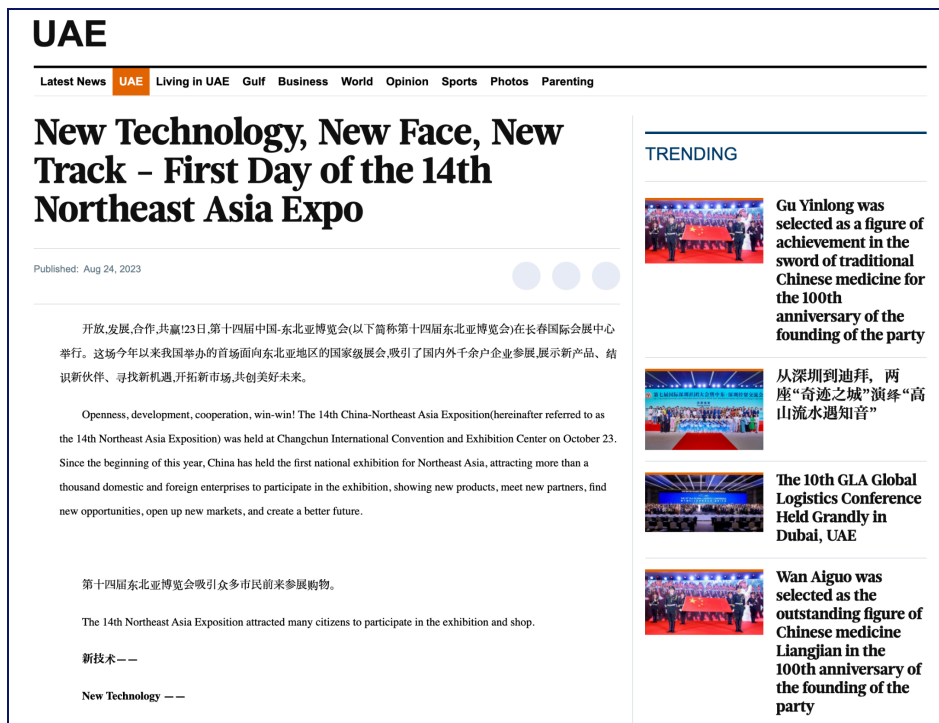 UAE
Latest News UAE Living in UAE Gulf Business World Opinion Sports Photos Parenting
New Technology, New Face, New
Track – First Day of the 14th
Northeast Asia Expo
Published: Aug 24, 2023
开放,发展,合作,共赢!23日,第十四届中国-东北亚博览会(以下简称第十四届东北亚博览会)在长春国际会展中心
举行。这场今年以来我国举办的首场面向东北亚地区的国家级展会,吸引了国内外千余户企业参展,展示新产品、结
识新伙伴、寻找新机遇,开拓新市场,共创美好未来。
Openness, development, cooperation, win-win! The 14th China-Northeast Asia Exposition(hereinafter referred to as
the 14th Northeast Asia Exposition) was held at Changchun International Convention and Exhibition Center on October 23.
Since the beginning of this year, China has held the first national exhibition for Northeast Asia, attracting more than a
thousand domestic and foreign enterprises to participate in the exhibition, showing new products, meet new partners, find
new opportunities, open up new markets, and create a better future.
第十四届东北亚博览会吸引众多市民前来参展购物。
The 14th Northeast Asia Exposition attracted many citizens to participate in the exhibition and shop.
新技术——
New Technology ——
TRENDING
Gu Yinlong was
selected as a figure of
achievement in the
sword of traditional
Chinese medicine for
the 100th
anniversary of the
founding of the party
从深圳到迪拜，两
座“奇迹之城”演绎“高
山流水遇知音”
The 10th GLA Global
Logistics Conference
Held Grandly in
Dubai, UAE
Wan Aiguo was
selected as the
outstanding figure of
Chinese medicine
Liangjian in the
100th anniversary of
the founding of the
party